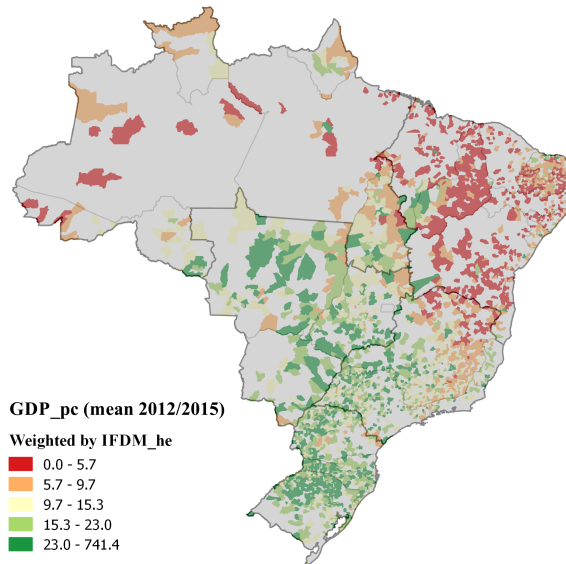 GDP_pc (mean 2012/2015)
Weighted by IFDM_he
0.0 - 5.7
5.7 - 9.7
9.7 - 15.3
15.3 - 23.0
23.0 - 741.4